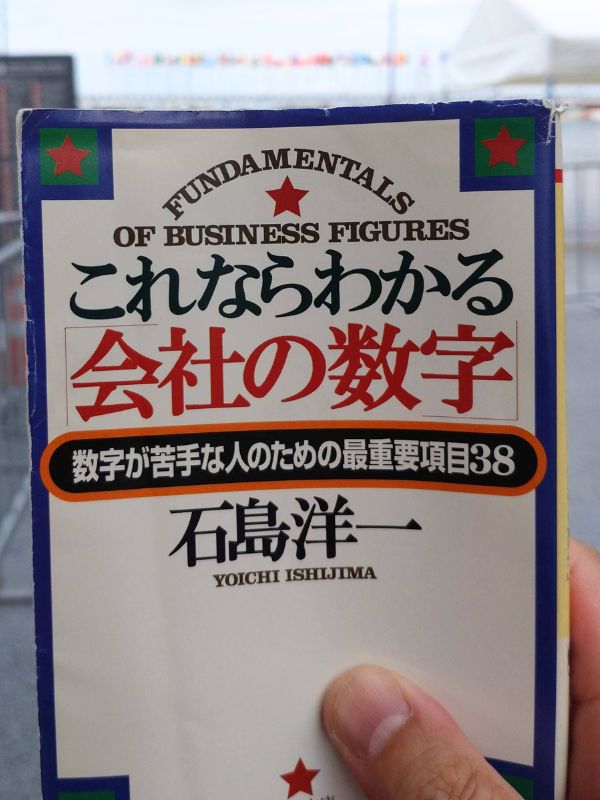 FUNDAMENTALS
OF BUSINESS FIGURES
これならわかる
「会社の数字」
数字が苦手な人のための最重要項目38
石島洋一
YOICHI ISHIJIMA